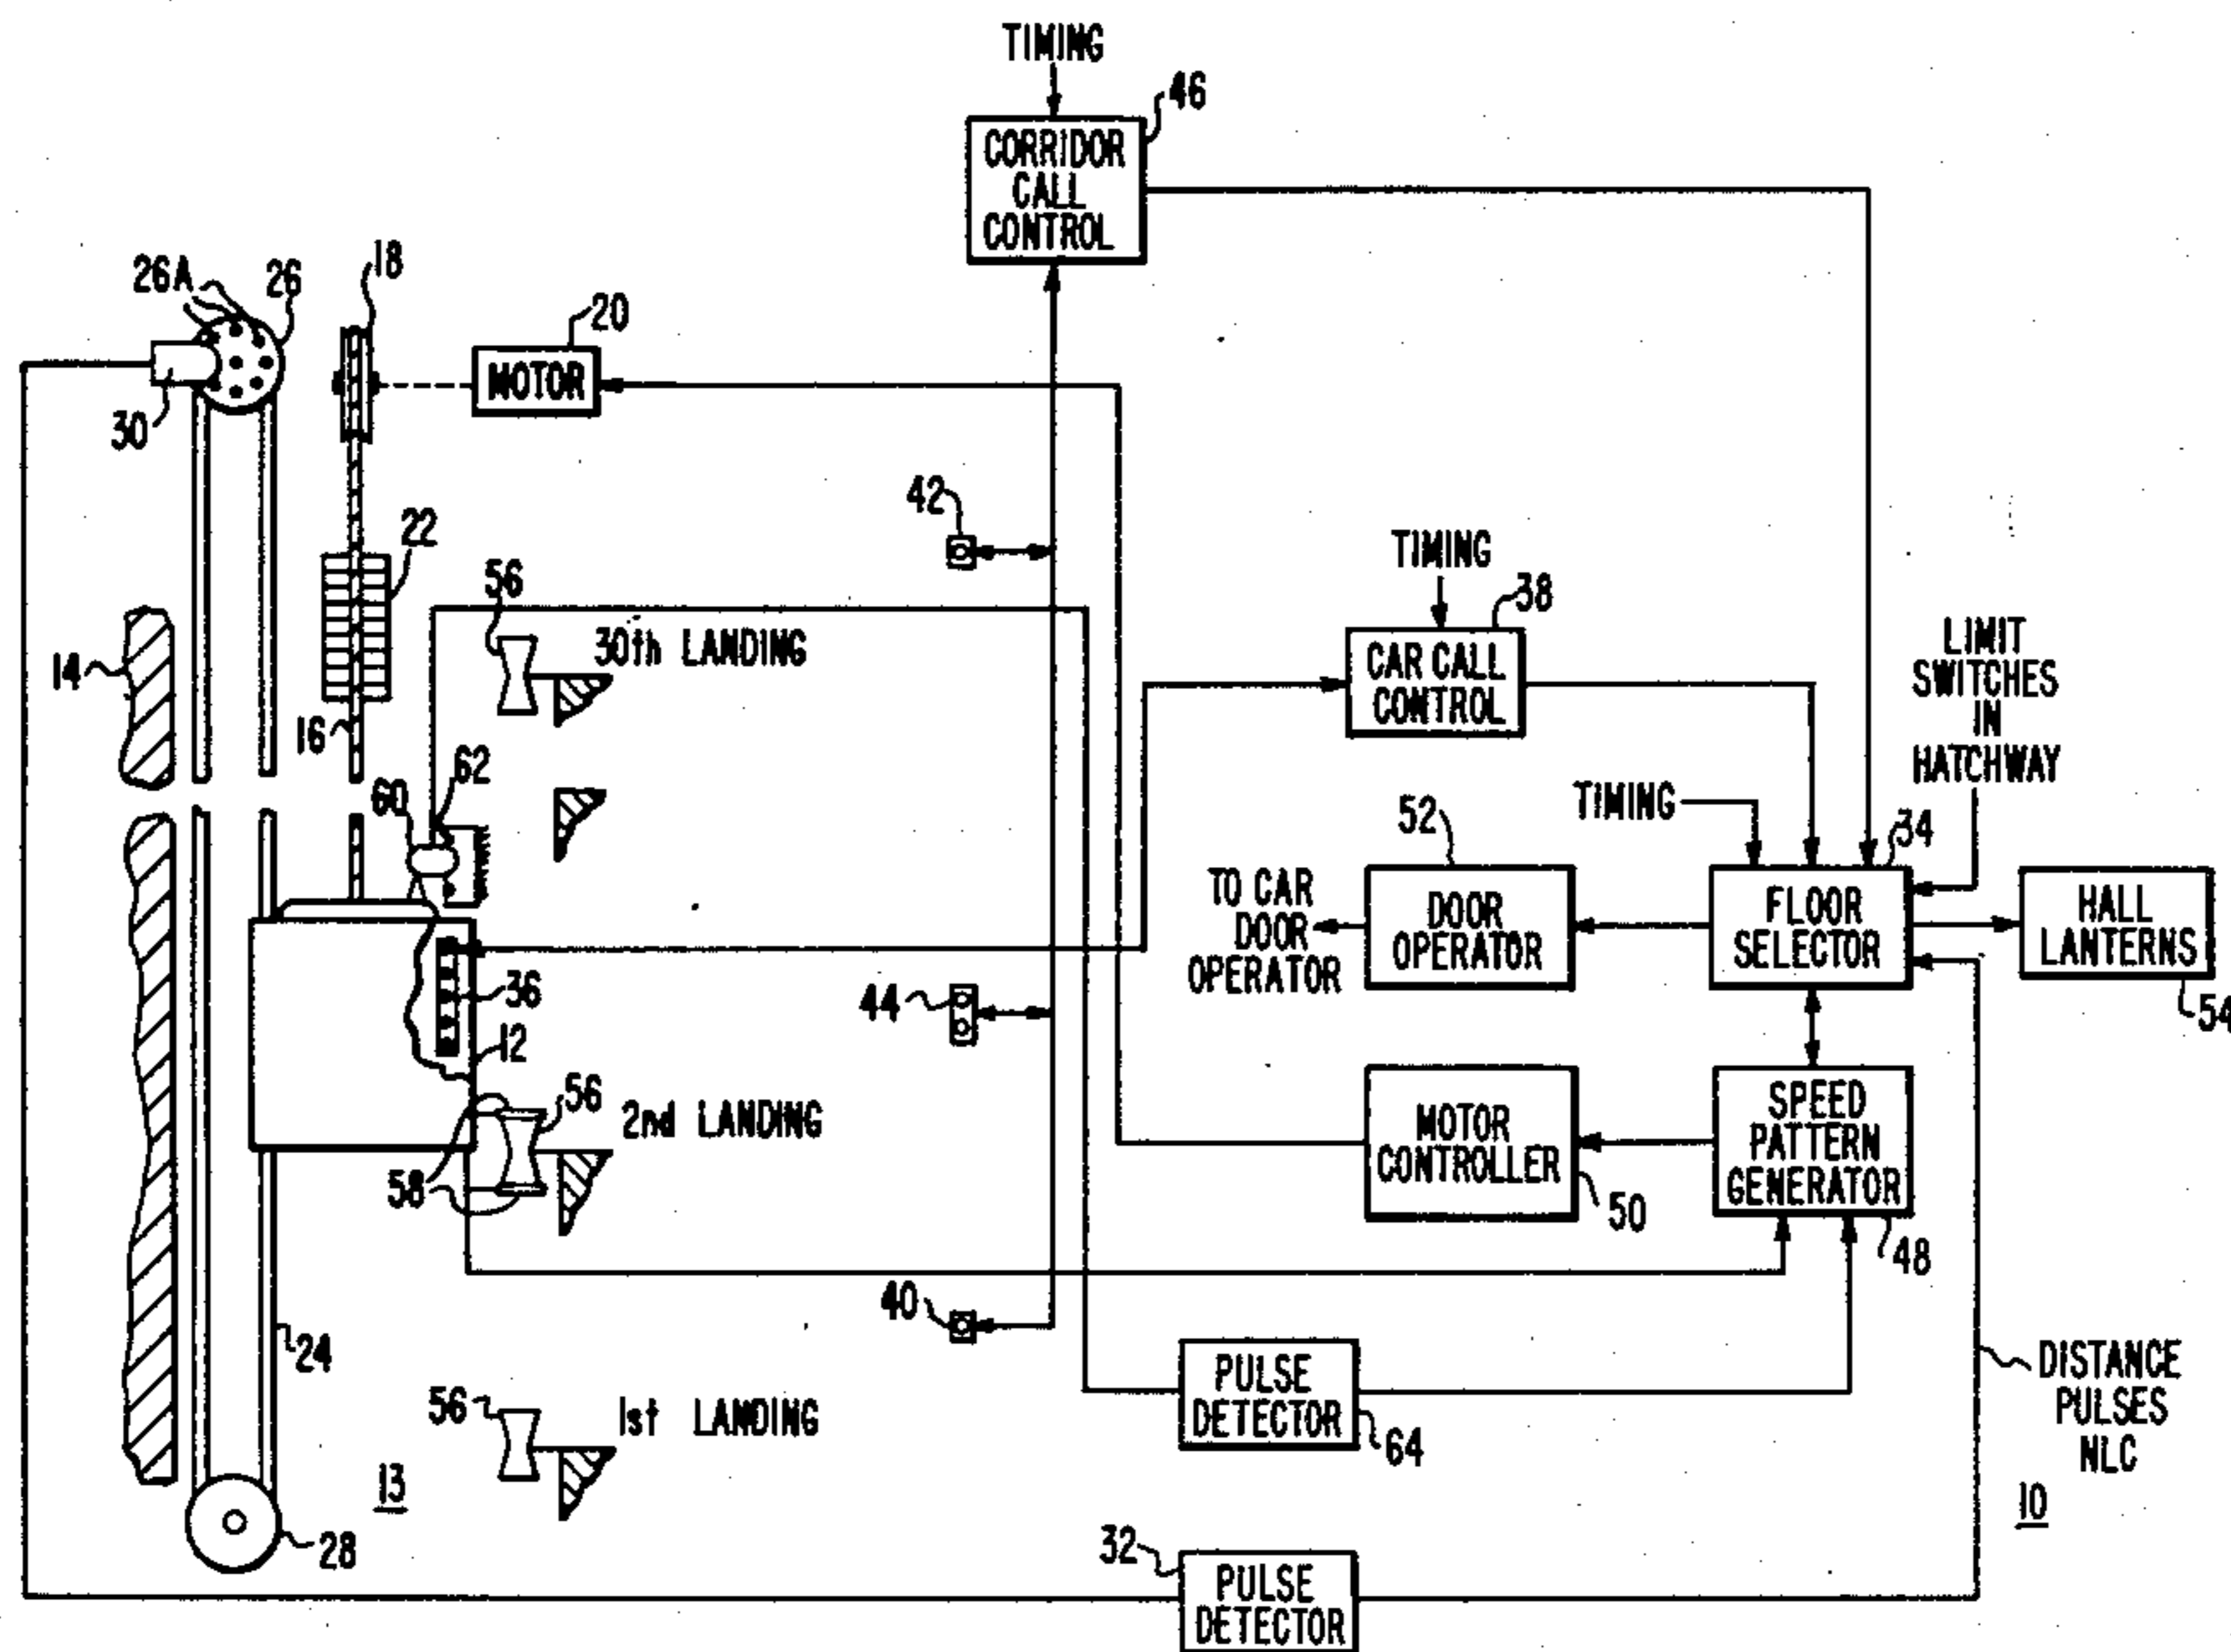 TIMING
46
CORRIDOR
CALL
CONTROL
26A
26
18
20
MOTOR
30
42
22
56
TIMING
38
14
30th LANDING
CAR CALL
CONTROL
LIMIT
SWITCHES
IN
HATCHWAY
16
62
60
TIMING
52
34
TO CAR
DOOR
OPERATOR
DOOR
OPERATOR
FLOOR
SELECTOR
HALL
LANTERNS
36
44
12
54
56
2nd LANDING
MOTOR
CONTROLLER
SPEED
PATTERN
GENERATOR
58
50
48
40
24
PULSE
DETECTOR
64
DISTANCE
PULSES
NLC
56
1st LANDING
13
10
28
32
PULSE
DETECTOR